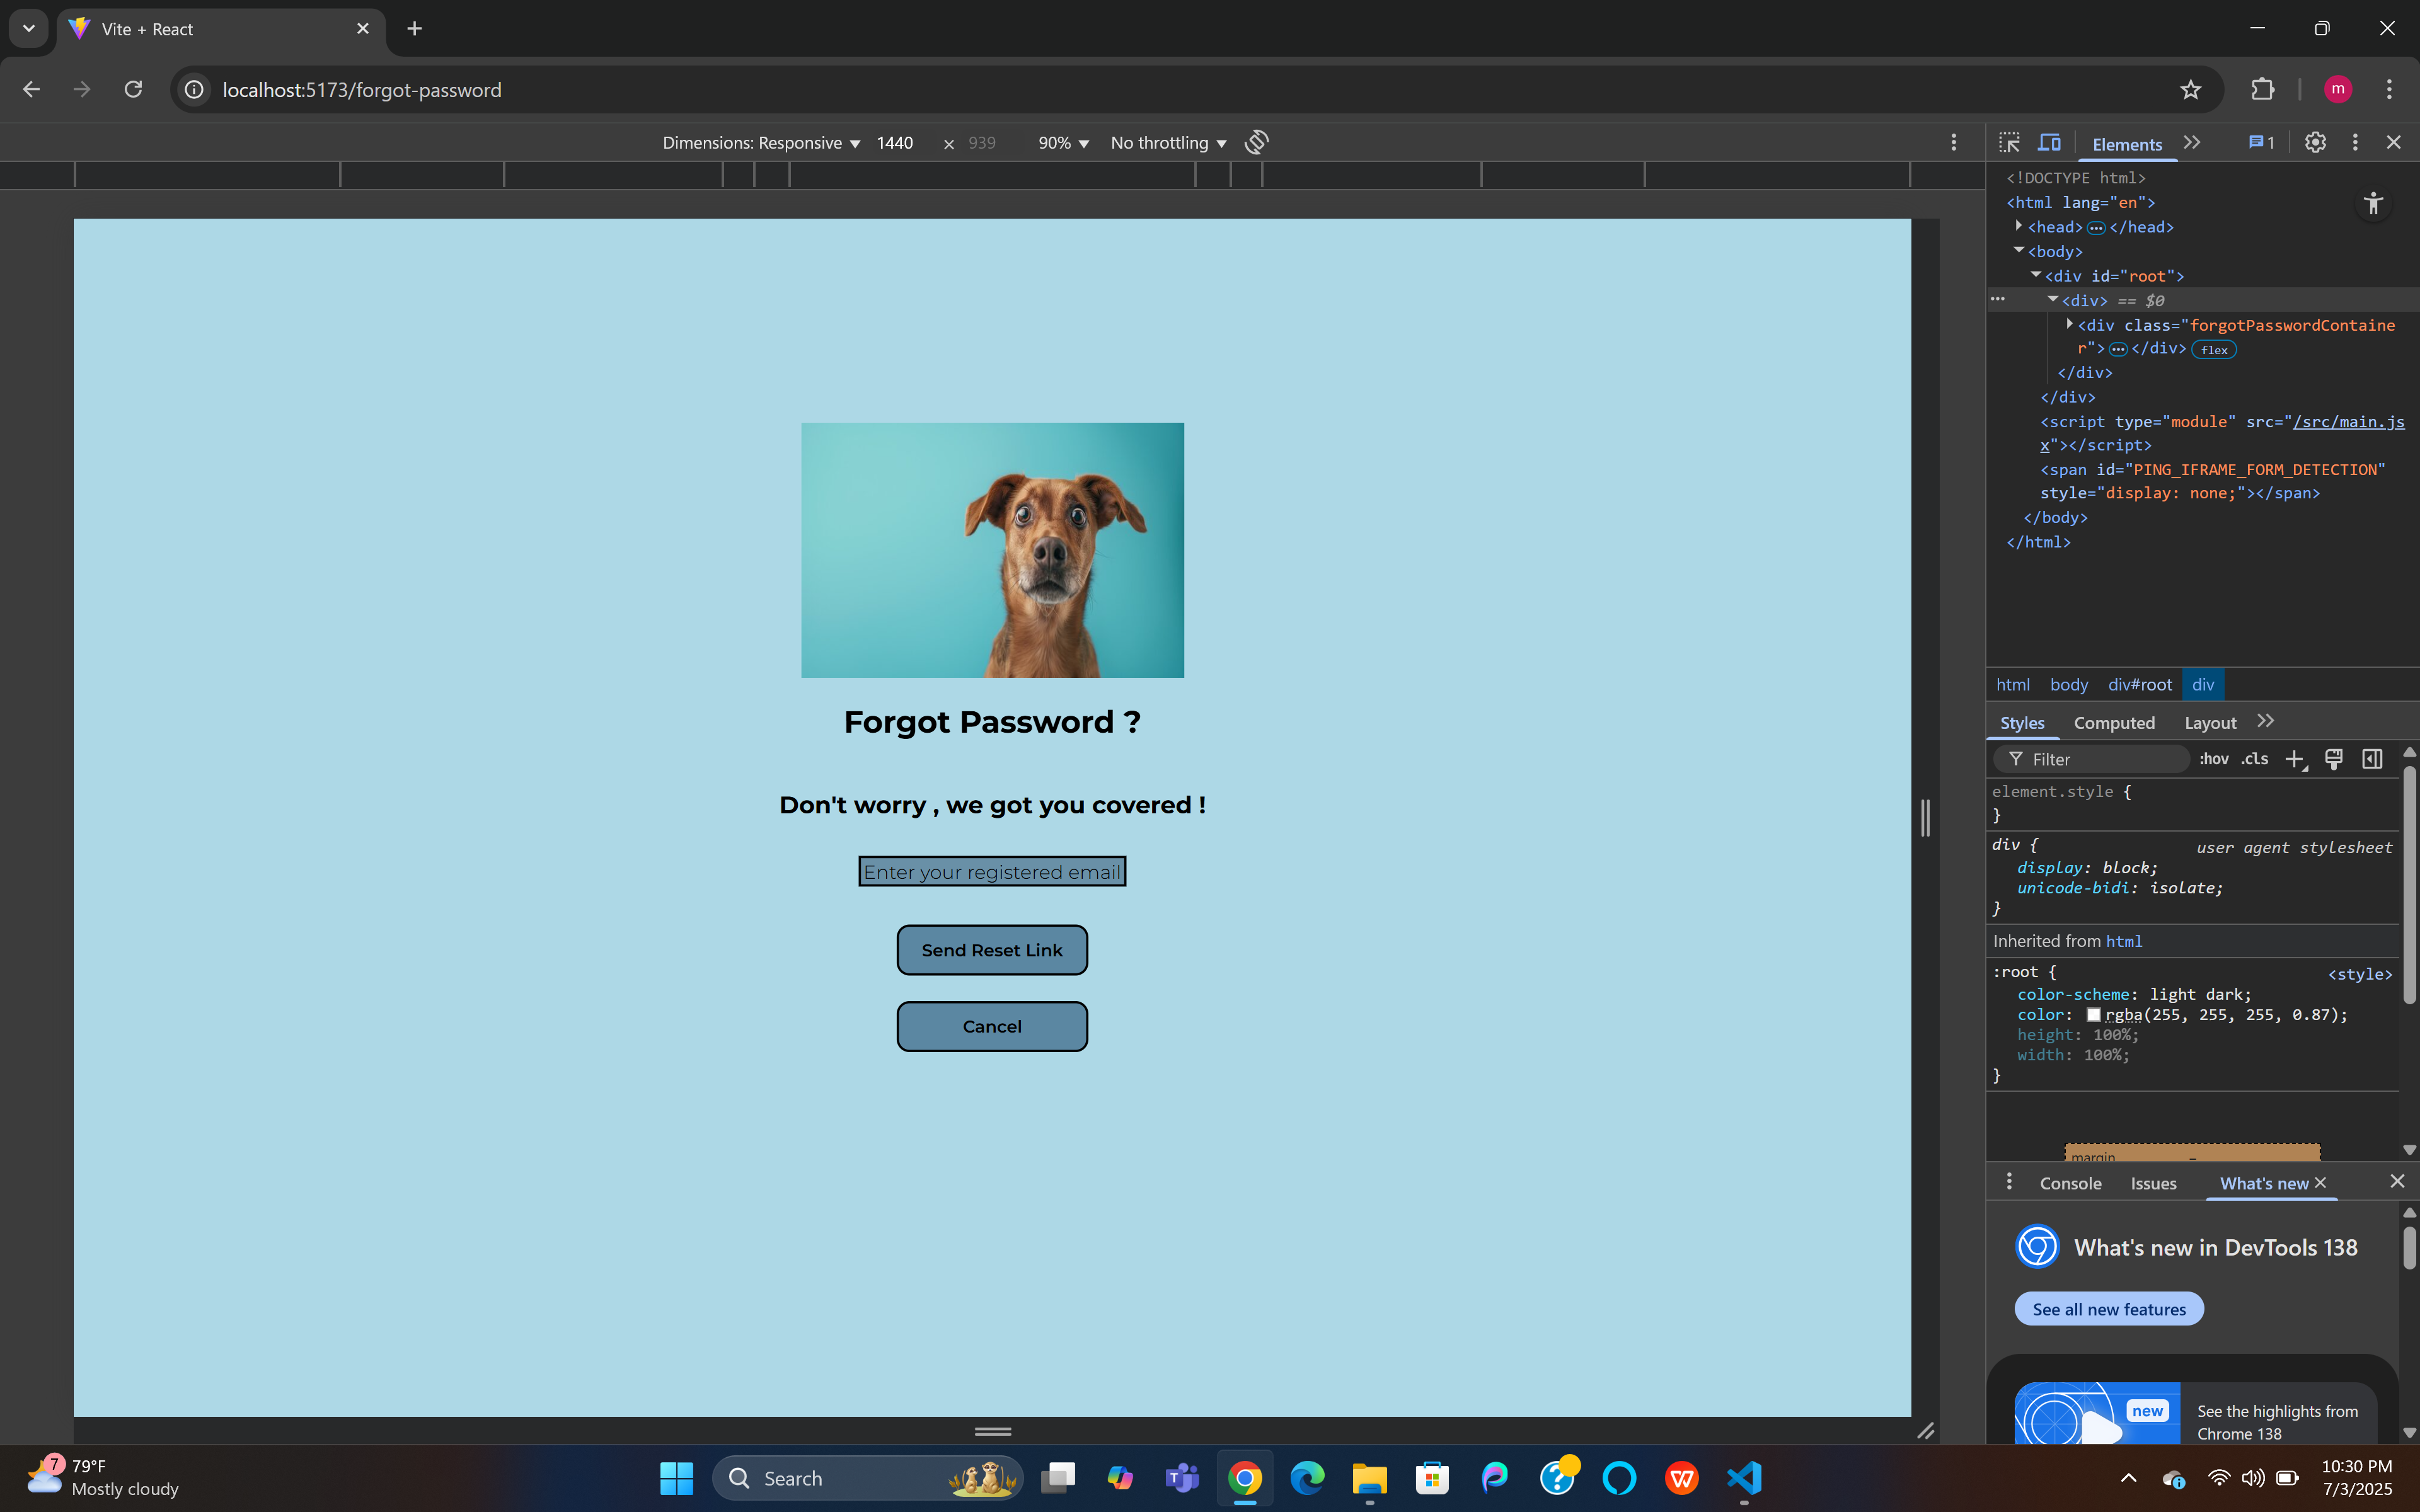 Vite + React
localhost:5173/forgot-password
m
Dimensions: Responsive 1440 × 939 90% No throttling
Elements 1
<!DOCTYPE html>
<html lang="en">
<head> </head>
<body>
<div id="root">
<div> == $0
<div class="forgotPasswordContaine
r"> </div> flex
</div>
</div>
<script type="module" src="/src/main.js
x"></script>
<span id="PING_IFRAME_FORM_DETECTION"
style="display: none;"></span>
</body>
</html>
Forgot Password ?
Don't worry , we got you covered !
Enter your registered email
Send Reset Link
Cancel
html body div#root div
Styles Computed Layout
Filter :hov .cls
element.style {
}
div { user agent stylesheet
display: block;
unicode-bidi: isolate;
}
Inherited from html
:root { <style>
color-scheme: light dark;
color: rgba(255, 255, 255, 0.87);
height: 100%;
width: 100%;
}
margin –
Console Issues What's new
What's new in DevTools 138
See all new features
new
See the highlights from
Chrome 138
7
79°F
Mostly cloudy
Search
10:30 PM
7/3/2025